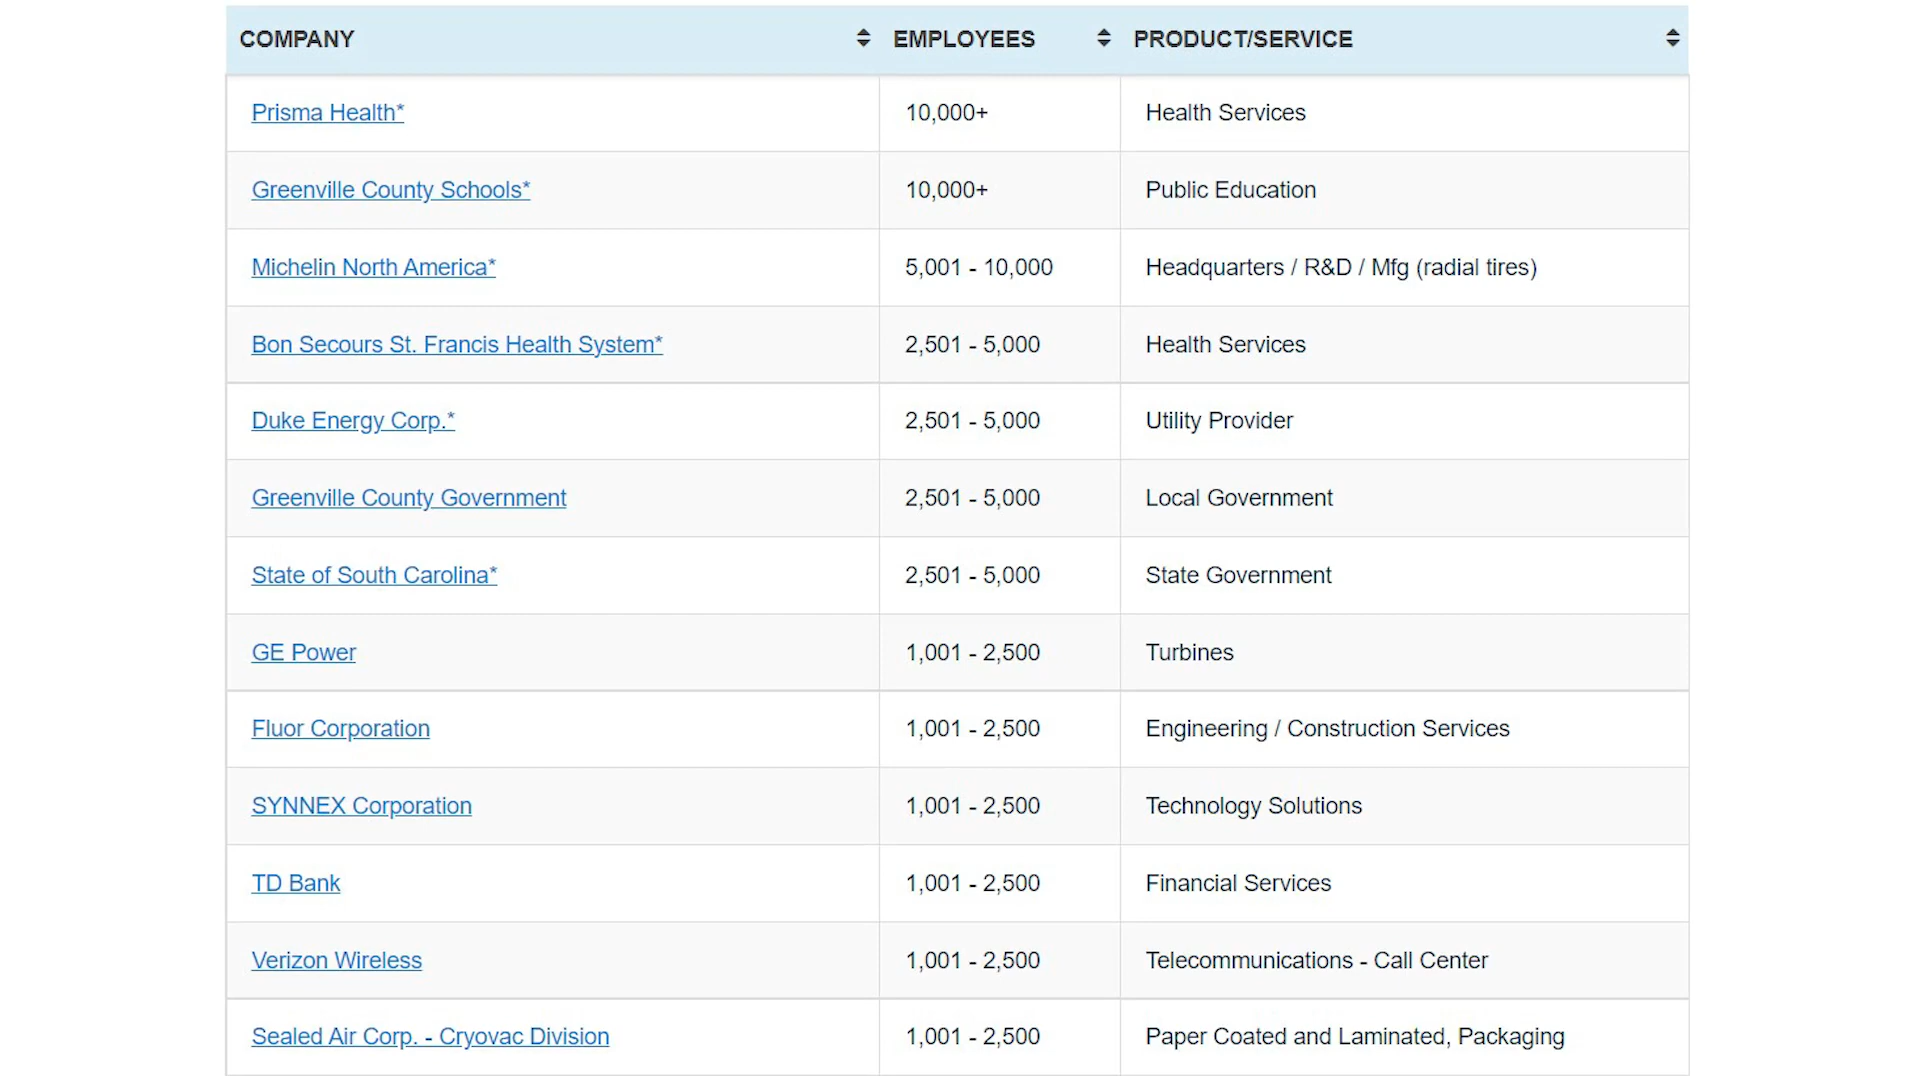 COMPANY EMPLOYEES PRODUCT/SERVICE
Prisma Health* 10,000+ Health Services
Greenville County Schools* 10,000+ Public Education
Michelin North America* 5,001 - 10,000 Headquarters / R&D / Mfg (radial tires)
Bon Secours St. Francis Health System* 2,501 - 5,000 Health Services
Duke Energy Corp.* 2,501 - 5,000 Utility Provider
Greenville County Government 2,501 - 5,000 Local Government
State of South Carolina* 2,501 - 5,000 State Government
GE Power 1,001 - 2,500 Turbines
Fluor Corporation 1,001 - 2,500 Engineering / Construction Services
SYNNEX Corporation 1,001 - 2,500 Technology Solutions
TD Bank 1,001 - 2,500 Financial Services
Verizon Wireless 1,001 - 2,500 Telecommunications - Call Center
Sealed Air Corp. - Cryovac Division 1,001 - 2,500 Paper Coated and Laminated, Packaging